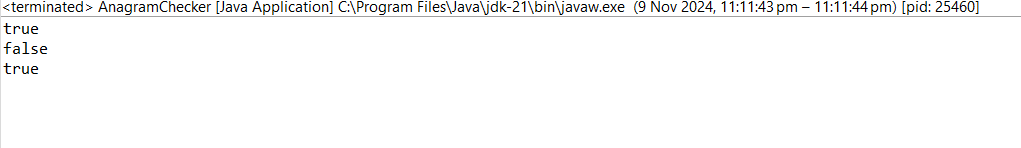 <terminated> AnagramChecker [Java Application] C:\Program Files\Java\jdk-21\bin\javaw.exe  (9 Nov 2024, 11:11:43 pm – 11:11:44 pm) [pid: 25460]
true
false
true